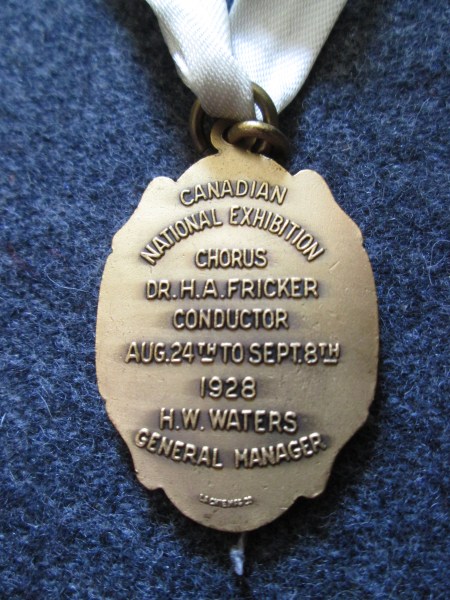 CANADIAN
NATIONAL EXHIBITION
CHORUS
DR. H.A. FRICKER
CONDUCTOR
AUG. 24TH TO SEPT. 8TH
1928
H.W. WATERS
GENERAL MANAGER